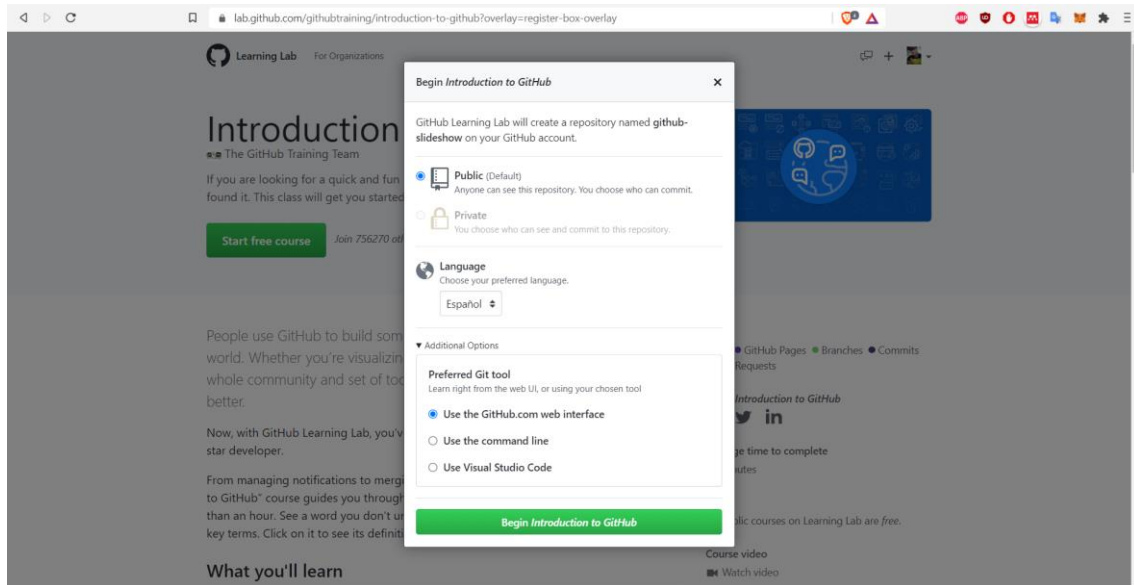 lab.github.com/githubtraining/introduction-to-github?overlay=register-box-overlay
Learning Lab For Organizations
Introduction
The GitHub Training Team
If you are looking for a quick and fun
found it. This class will get you started
Start free course Join 756270
Begin Introduction to GitHub
GitHub Learning Lab will create a repository named github-
slideshow on your GitHub account.
Public (Default)
Anyone can see this repository. You choose who can commit.
Private
You choose who can see and commit to this repository.
Language
Choose your preferred language.
Español
Additional Options
Preferred Git tool
Learn right from the web UI, or using your chosen tool
Use the GitHub.com web interface
Use the command line
Use Visual Studio Code
Begin Introduction to GitHub
People use GitHub to build som
world. Whether you're visualizin
whole community and set of too
better.
Now, with GitHub Learning Lab, you'v
star developer.
From managing notifications to mergi
to GitHub" course guides you through
than an hour. See a word you don't un
key terms. Click on it to see its definiti
What you'll learn
GitHub Pages Branches Commits
Requests
Introduction to GitHub
in
ge time to complete
utes
blic courses on Learning Lab are free.
Course video
Watch video